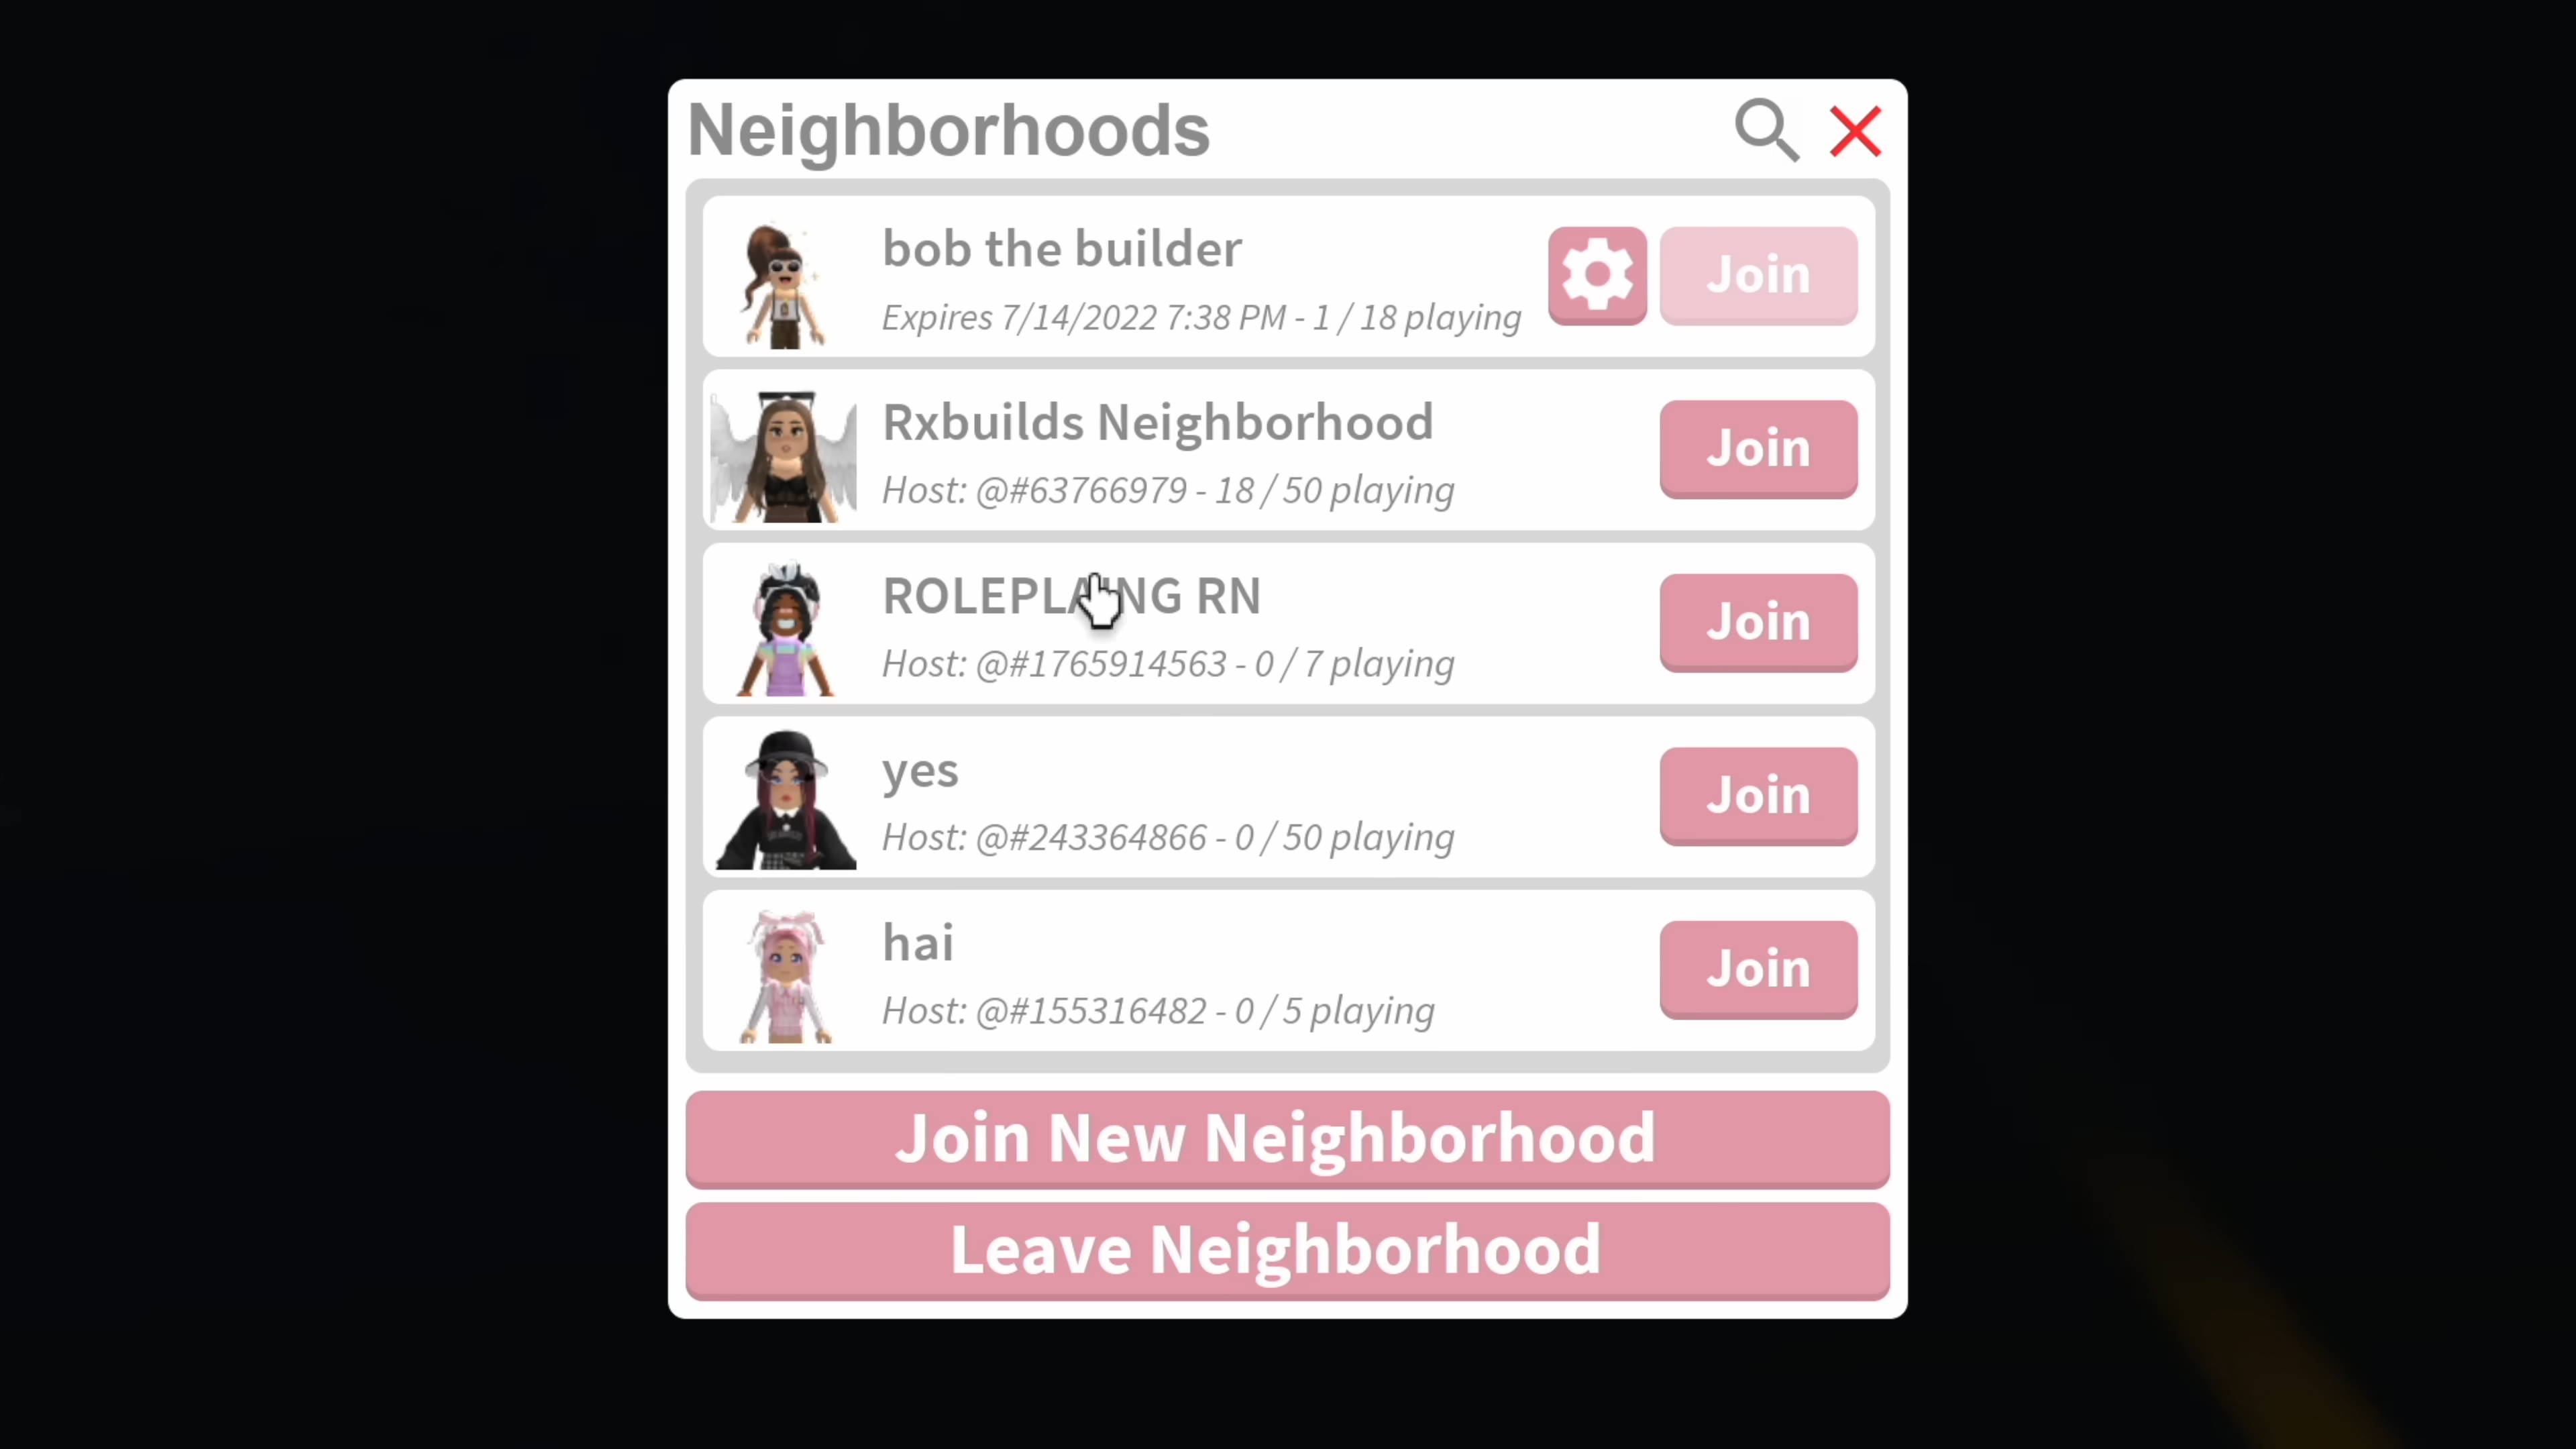 Neighborhoods
bob the builder
Expires 7/14/2022 7:38 PM - 1 / 18 playing
Join
Rxbuilds Neighborhood
Host: @#63766979 - 18 / 50 playing
Join
RN
Host: @#1765914563 - 0 / 7 playing
Join
yes
Host: @#243364866 - 0 / 50 playing
Join
hai
Host: @#155316482 - 0 / 5 playing
Join
Join New Neighborhood
Leave Neighborhood